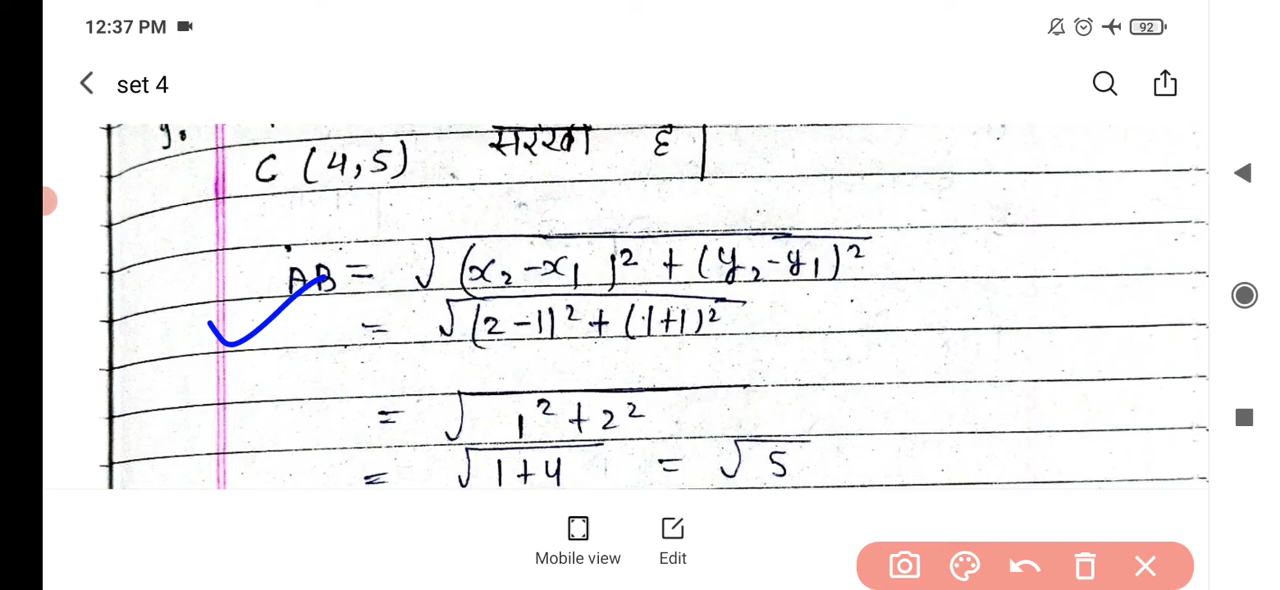 12:37 PM 92
set 4
C (4,5)
AB = √(x₂-x₁)² + (y₂-y₁)²
= √(2-1)² + (1+1)²
= √1² + 2²
= √1+4 = √5
Mobile view Edit